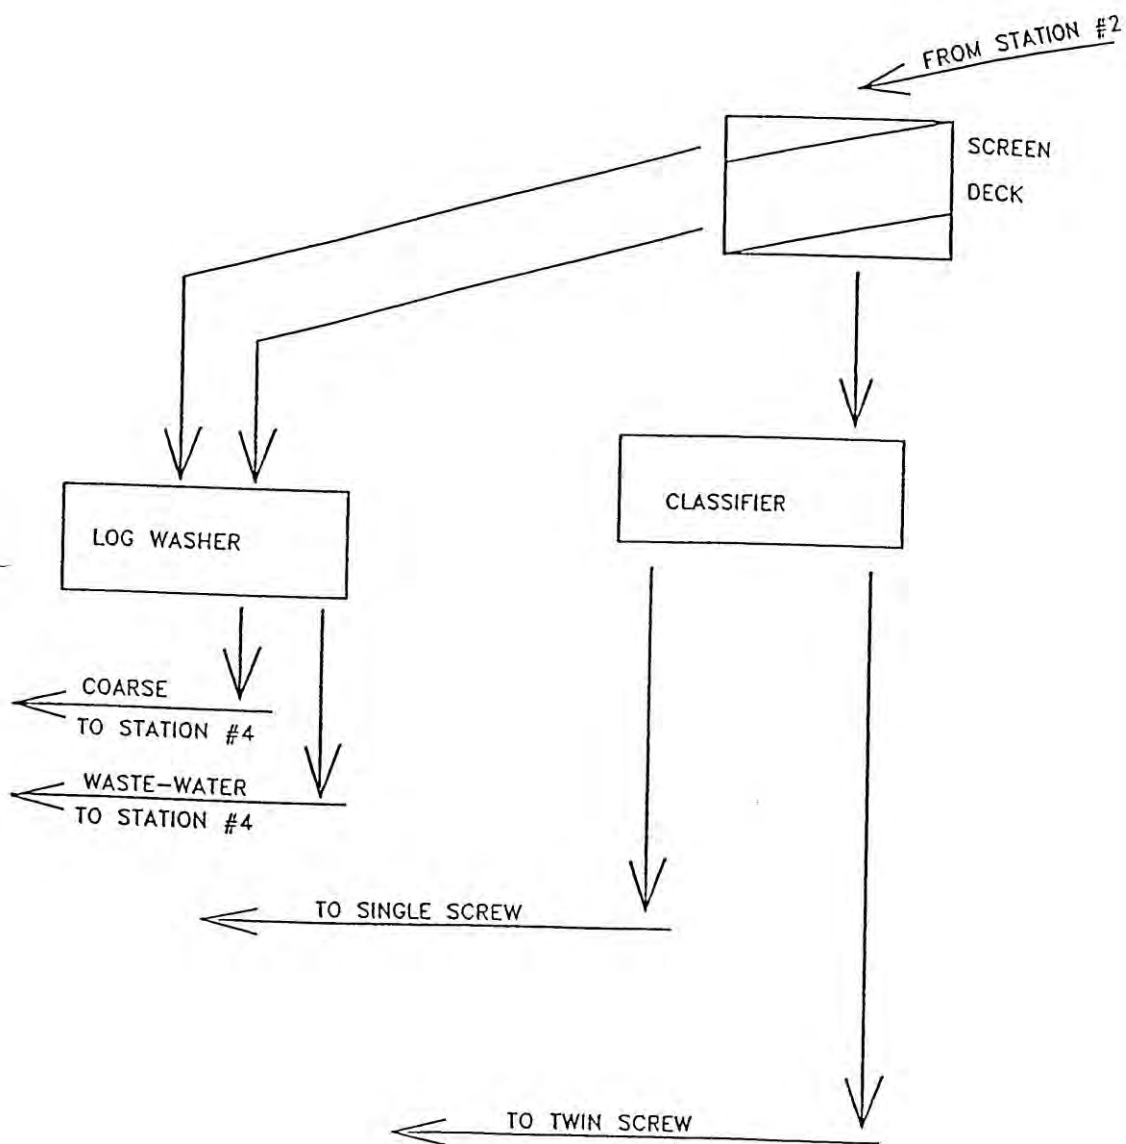 FROM STATION #2
SCREEN
DECK
CLASSIFIER
LOG WASHER
COARSE
TO STATION #4
WASTE-WATER
TO STATION #4
TO SINGLE SCREW
TO TWIN SCREW